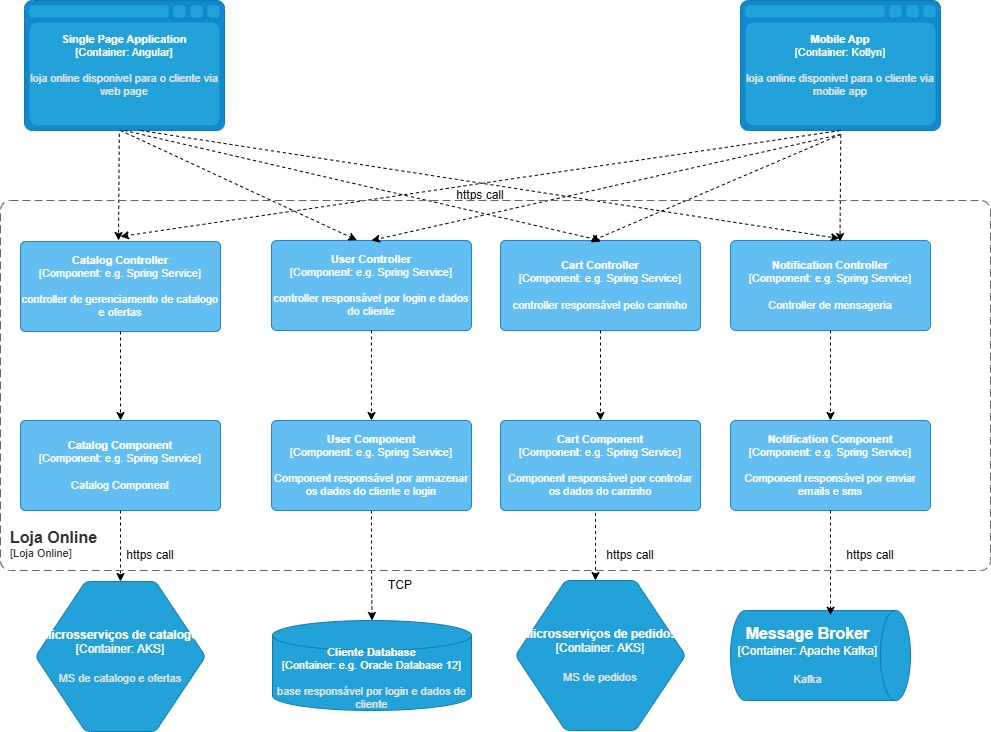 Single Page Application
[Container: Angular]
loja online disponível para o cliente via
web page
Mobile App
[Container: Kotlyn]
loja online disponível para o cliente via
mobile app
https call
Catalog Controller
[Component: e.g. Spring Service]
controller de gerenciamento de catalogo
e ofertas
User Controller
[Component: e.g. Spring Service]
controller responsável por login e dados
do cliente
Cart Controller
[Component: e.g. Spring Service]
controller responsável pelo carrinho
Notification Controller
[Component: e.g. Spring Service]
Controller de mensageria
Catalog Component
[Component: e.g. Spring Service]
Catalog Component
User Component
[Component: e.g. Spring Service]
Component responsável por armazenar
os dados do cliente e login
Cart Component
[Component: e.g. Spring Service]
Component responsável por controlar
os dados do carrinho
Notification Component
[Component: e.g. Spring Service]
Component responsável por enviar
emails e sms
Loja Online
[Loja Online]
https call
TCP
https call
https call
Microsserviços de catalogo
[Container: AKS]
MS de catalogo e ofertas
Cliente Database
[Container: e.g. Oracle Database 12]
base responsável por login e dados de
cliente
Microsserviços de pedidos
[Container: AKS]
MS de pedidos
Message Broker
[Container: Apache Kafka]
Kafka